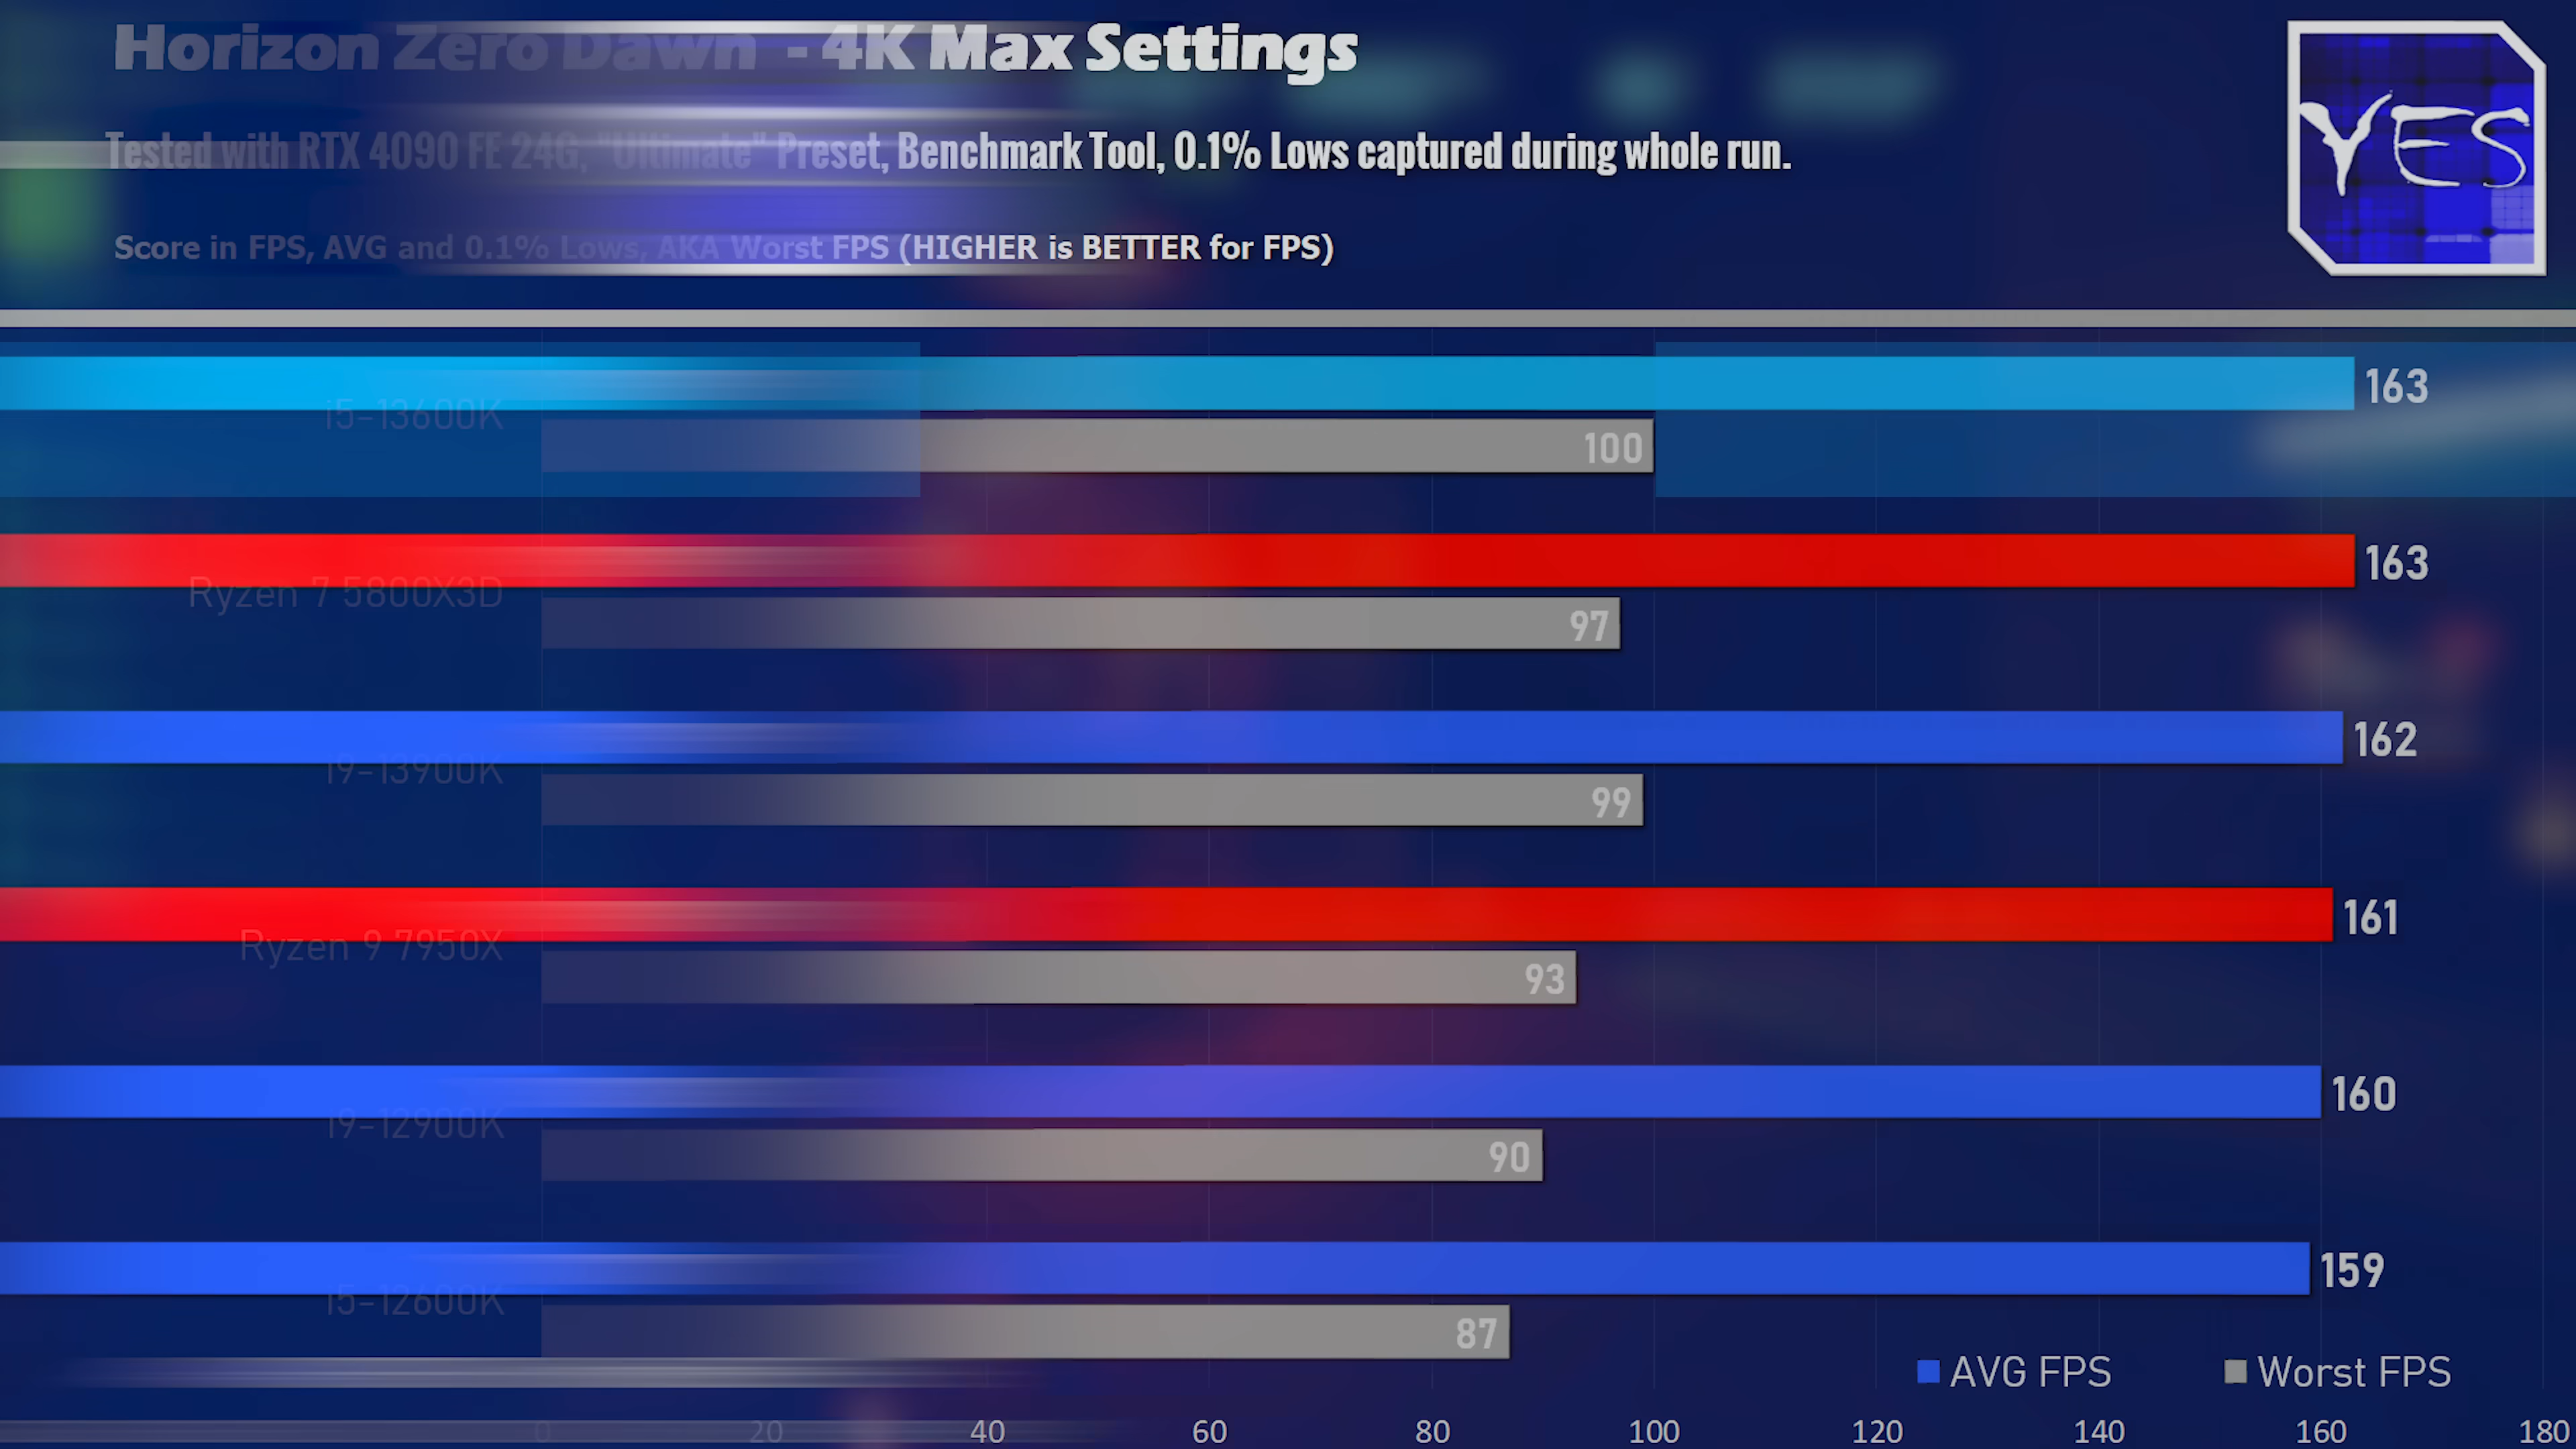 Horizon Zero Dawn - 4K Max Settings
YES
Tested with RTX 4090 FE 24G, "Ultimate" Preset, Benchmark Tool, 0.1% Lows captured during whole run.
Score in FPS, AVG and 0.1% Lows, AKA Worst FPS (HIGHER is BETTER for FPS)
i5-13600K
163
100
Ryzen 7 5800X3D
163
97
i9-13900K
162
99
Ryzen 9 7950X
161
93
i9-12900K
160
90
i5-12600K
159
87
AVG FPS Worst FPS
0 20 40 60 80 100 120 140 160 180